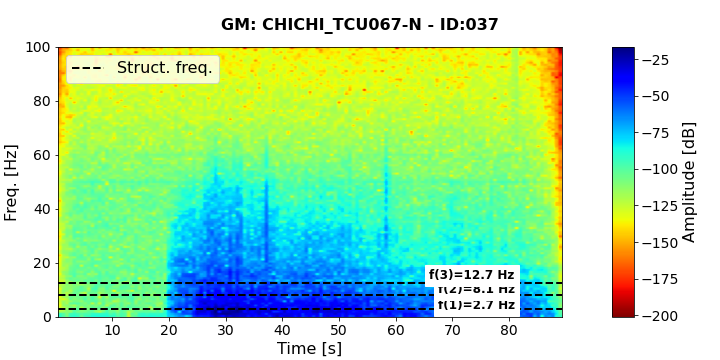 GM: CHICHI_TCU067-N - ID:037
Struct. freq.
Freq. [Hz]
100
80
60
40
20
0
f(3)=12.7 Hz
f(2)=8.1 Hz
f(1)=2.7 Hz
10 20 30 40 50 60 70 80
Time [s]
−25
−50
−75
−100
−125
−150
−175
−200
Amplitude [dB]